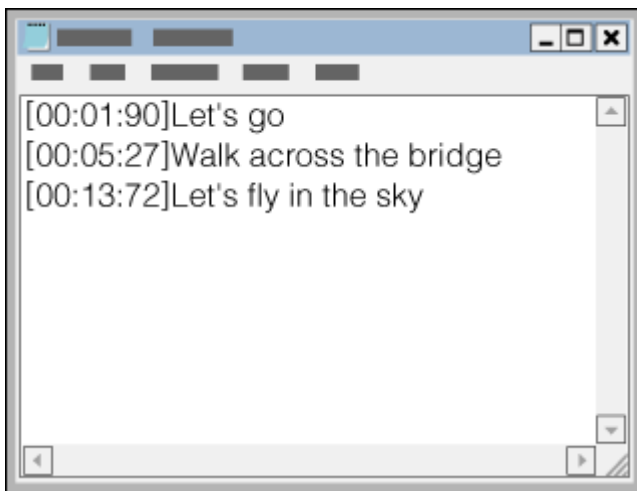 [00:01:90]Let's go
[00:05:27]Walk across the bridge
[00:13:72]Let's fly in the sky